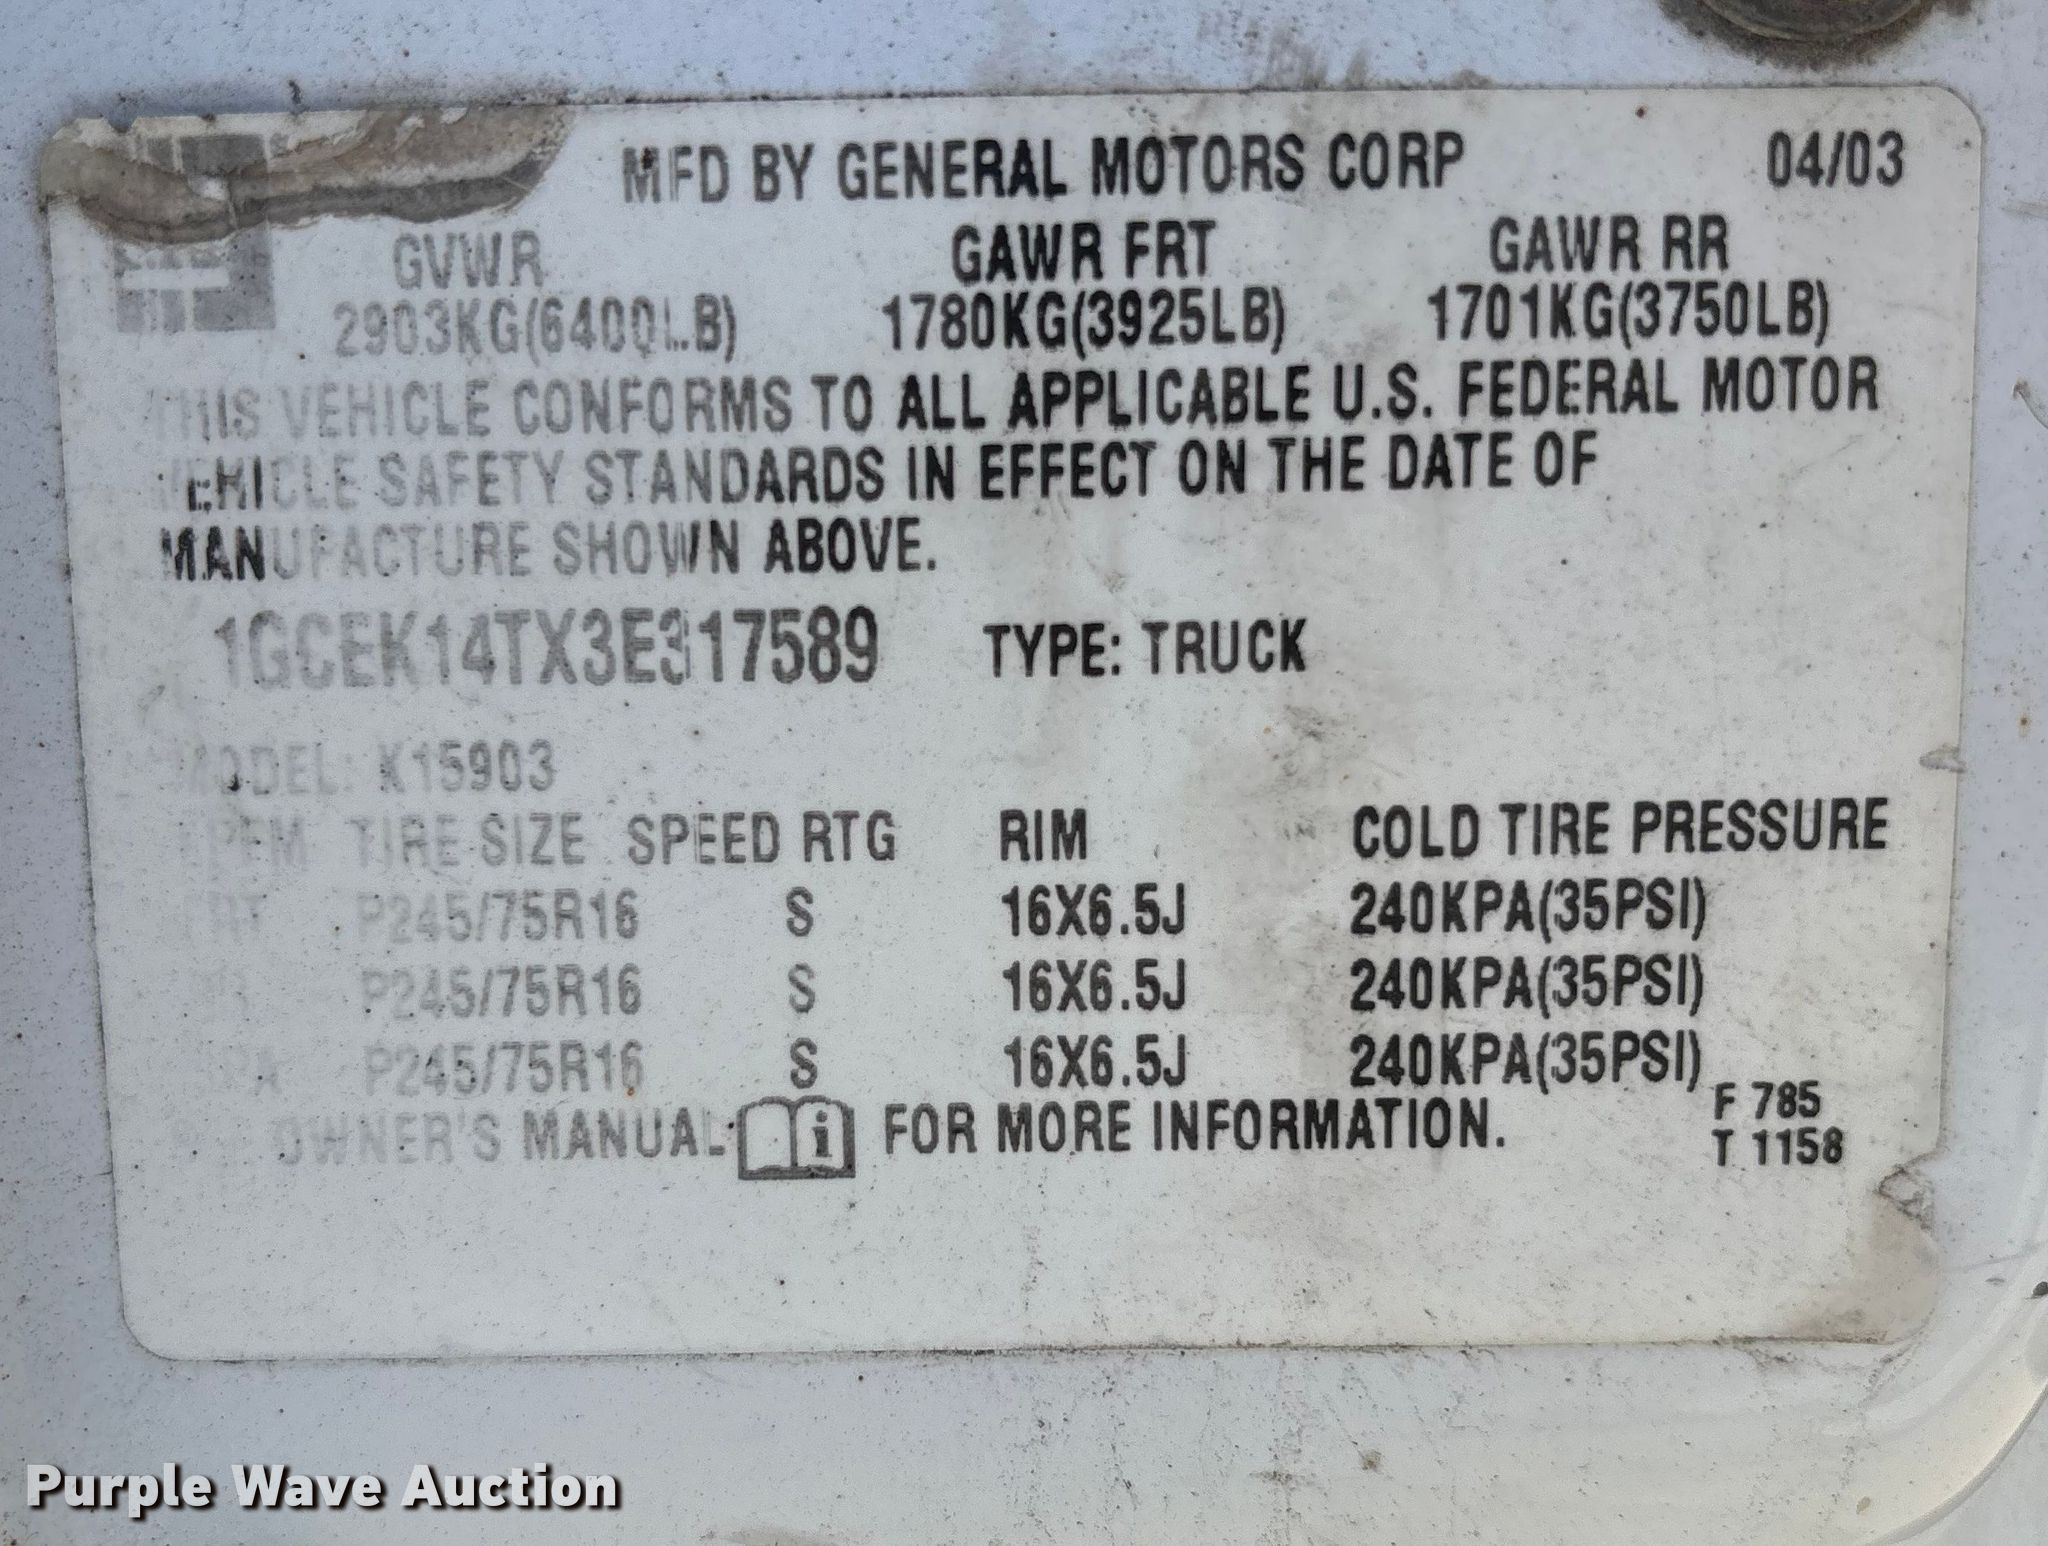 MFD BY GENERAL MOTORS CORP 04/03
GVWR GAWR FRT GAWR RR
2903KG(6400LB) 1780KG(3925LB) 1701KG(3750LB)
THIS VEHICLE CONFORMS TO ALL APPLICABLE U.S. FEDERAL MOTOR
VEHICLE SAFETY STANDARDS IN EFFECT ON THE DATE OF
MANUFACTURE SHOWN ABOVE.
1GCEK14TX3E317589 TYPE: TRUCK
MODEL: K15903
TIRE SIZE SPEED RTG RIM COLD TIRE PRESSURE
FRT P245/75R16 S 16X6.5J 240KPA(35PSI)
P245/75R16 S 16X6.5J 240KPA(35PSI)
P245/75R16 S 16X6.5J 240KPA(35PSI)
OWNER'S MANUAL FOR MORE INFORMATION.
F 785
T 1158
Purple Wave Auction